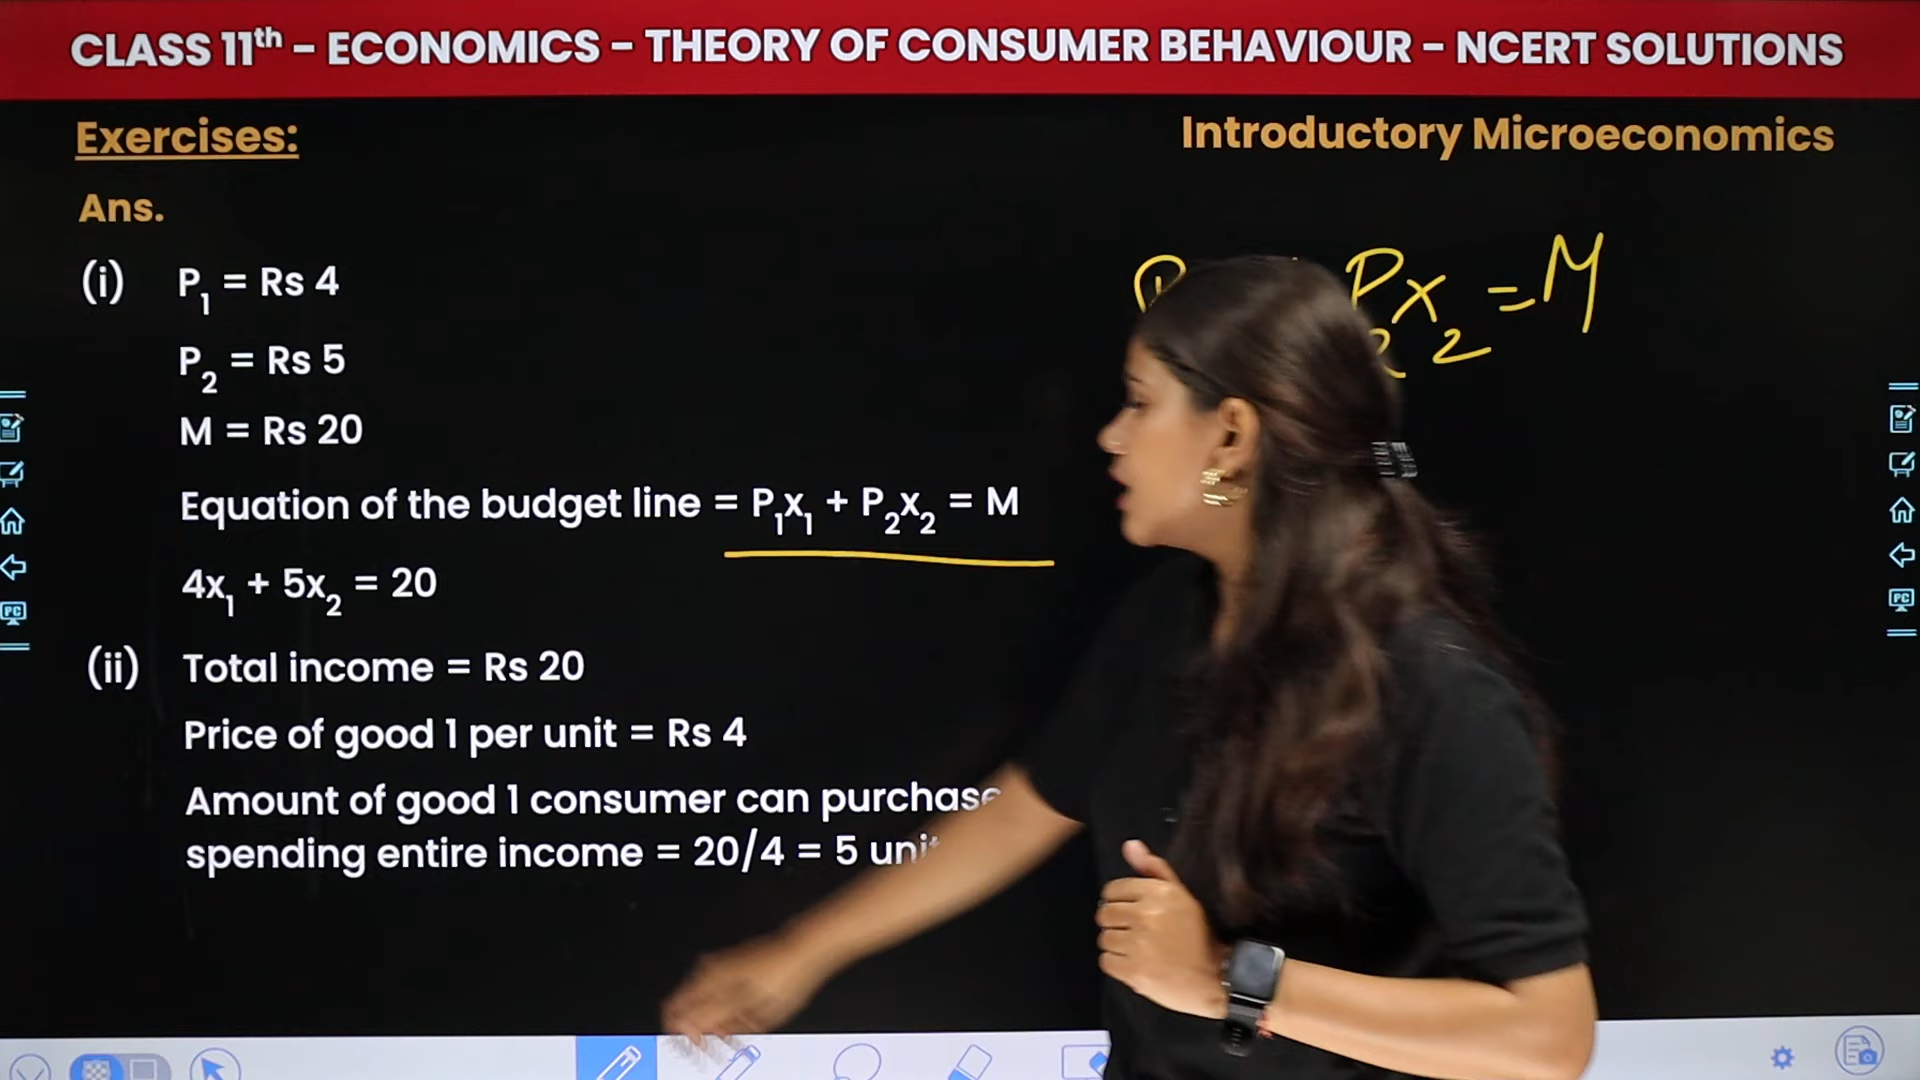 CLASS 11th – ECONOMICS – THEORY OF CONSUMER BEHAVIOUR – NCERT SOLUTIONS
Exercises:
Introductory Microeconomics
Ans.
(i) P₁ = Rs 4
P₂ = Rs 5
M = Rs 20
Equation of the budget line = P₁x₁ + P₂x₂ = M
4x₁ + 5x₂ = 20
(ii) Total income = Rs 20
Price of good 1 per unit = Rs 4
Amount of good 1 consumer can purchase
spending entire income = 20/4 = 5
P₂x₂ = M
PC
PC